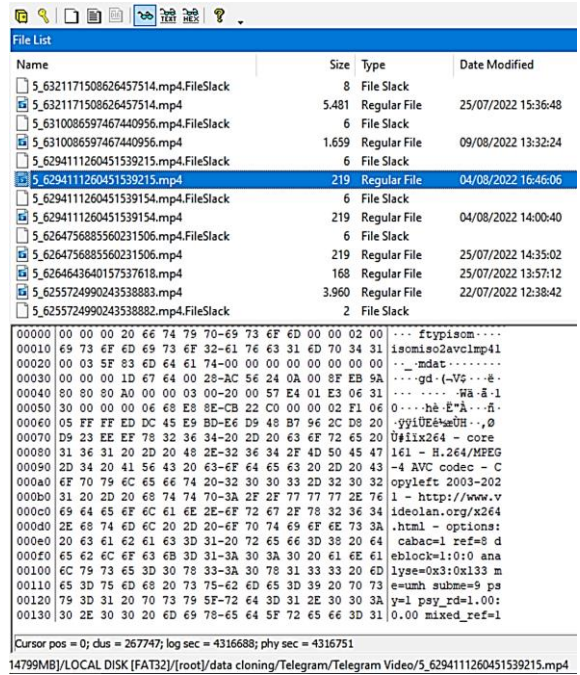 File List
Name Size Type Date Modified
5_6321171508626457514.mp4.FileSlack 8 File Slack
5_6321171508626457514.mp4 5.481 Regular File 25/07/2022 15:36:48
5_6310086597467440956.mp4.FileSlack 6 File Slack
5_6310086597467440956.mp4 1.659 Regular File 09/08/2022 13:32:24
5_6294111260451539215.mp4.FileSlack 6 File Slack
5_6294111260451539215.mp4 219 Regular File 04/08/2022 16:46:06
5_6294111260451539154.mp4.FileSlack 6 File Slack
5_6294111260451539154.mp4 219 Regular File 04/08/2022 14:00:40
5_6264756885560231506.mp4.FileSlack 6 File Slack
5_6264756885560231506.mp4 219 Regular File 25/07/2022 14:35:02
5_6264643640157537618.mp4 168 Regular File 25/07/2022 13:57:12
5_6255724990243538883.mp4 3.960 Regular File 22/07/2022 12:38:42
5_6255724990243538882.mp4.FileSlack 2 File Slack
00000 00 00 00 20 66 74 79 70-69 73 6F 6D 00 00 02 00 ··· ftypisom····
00010 69 73 6F 6D 69 73 6F 32-61 76 63 31 6D 70 34 31 isomiso2avc1mp41
00020 00 03 5F 83 6D 64 61 74-00 00 00 00 00 00 00 00 ··_·mdat········
00030 00 00 00 1D 67 64 00 28-AC 56 24 0A 00 8F EB 9A ····gd·(¬V$···ë·
00040 80 80 80 A0 00 00 03 00-20 00 57 E4 01 E3 06 31 ········ ·Wä·ã·1
00050 30 00 00 00 06 68 E8 8E-CB 22 C0 00 00 02 F1 06 0····hè·Ë"À···ñ·
00060 05 FF FF ED DC 45 E9 BD-E6 D9 48 B7 96 2C D8 20 ·ÿÿíÜEé½æÙH·,Ø
00070 D9 23 EE EF 78 32 36 34-20 2D 20 63 6F 72 65 20 Ù#îïx264 - core
00080 31 36 31 20 2D 20 48 2E-32 36 34 2F 4D 50 45 47 161 - H.264/MPEG
00090 2D 34 20 41 56 43 20 63-6F 64 65 63 20 2D 20 43 -4 AVC codec - C
000a0 6F 70 79 6C 65 66 74 20-32 30 30 33 2D 32 30 32 opyleft 2003-202
000b0 31 20 2D 20 68 74 74 70-3A 2F 2F 77 77 77 2E 76 1 - http://www.v
000c0 69 64 65 6F 6C 61 6E 2E-6F 72 67 2F 78 32 36 34 ideolan.org/x264
000d0 2E 68 74 6D 6C 20 2D 20-6F 70 74 69 6F 6E 73 3A .html - options:
000e0 20 63 61 62 61 63 3D 31-20 72 65 66 3D 38 20 64 cabac=1 ref=8 d
000f0 65 62 6C 6F 63 6B 3D 31-3A 30 3A 30 20 61 6E 61 eblock=1:0:0 ana
00100 6C 79 73 65 3D 30 78 33-3A 30 78 31 33 33 20 6D lyse=0x3:0x133 m
00110 65 3D 75 6D 68 20 73 75-62 6D 65 3D 39 20 70 73 e=umh subme=9 ps
00120 79 3D 31 20 70 73 79 5F-72 64 3D 31 2E 30 30 3A y=1 psy_rd=1.00:
00130 30 2E 30 30 20 6D 69 78-65 64 5F 72 65 66 3D 31 0.00 mixed_ref=1
Cursor pos = 0; clus = 267747; log sec = 4316688; phy sec = 4316751
14799MB]/LOCAL DISK [FAT32]/[root]/data cloning/Telegram/Telegram Video/5_6294111260451539215.mp4